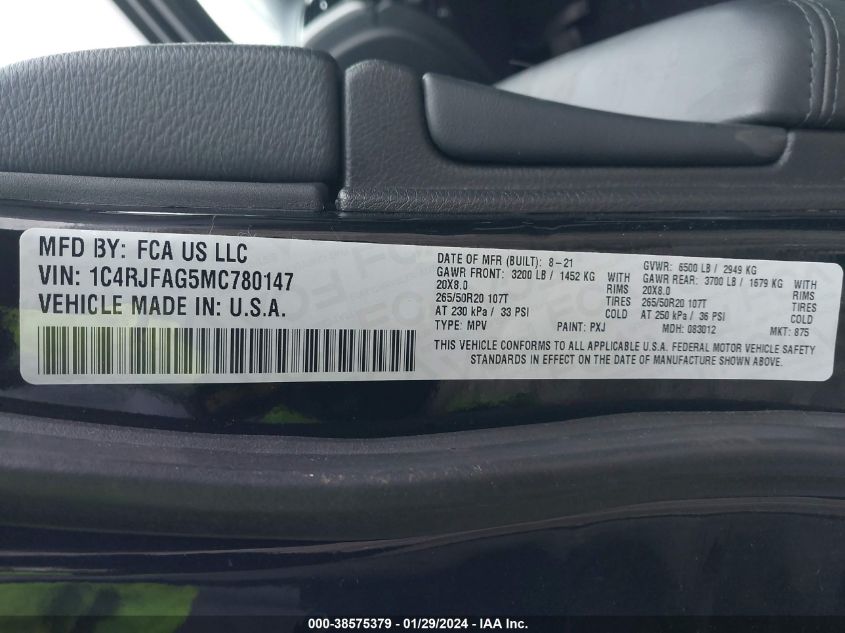 MFD BY: FCA US LLC
VIN: 1C4RJFAG5MC780147
VEHICLE MADE IN: U.S.A.
DATE OF MFR (BUILT): 8-21 GVWR: 6500 LB / 2949 KG
GAWR FRONT: 3200 LB / 1452 KG WITH GAWR REAR: 3700 LB / 1679 KG WITH
20X8.0 RIMS 20X8.0 RIMS
265/50R20 107T TIRES 265/50R20 107T TIRES
AT 230 kPa / 33 PSI COLD AT 250 kPa / 36 PSI COLD
TYPE: MPV PAINT: PXJ MDH: 083012 MKT: 875
THIS VEHICLE CONFORMS TO ALL APPLICABLE U.S.A. FEDERAL MOTOR VEHICLE SAFETY
STANDARDS IN EFFECT ON THE DATE OF MANUFACTURE SHOWN ABOVE.
000-38575379 - 01/29/2024 - IAA Inc.